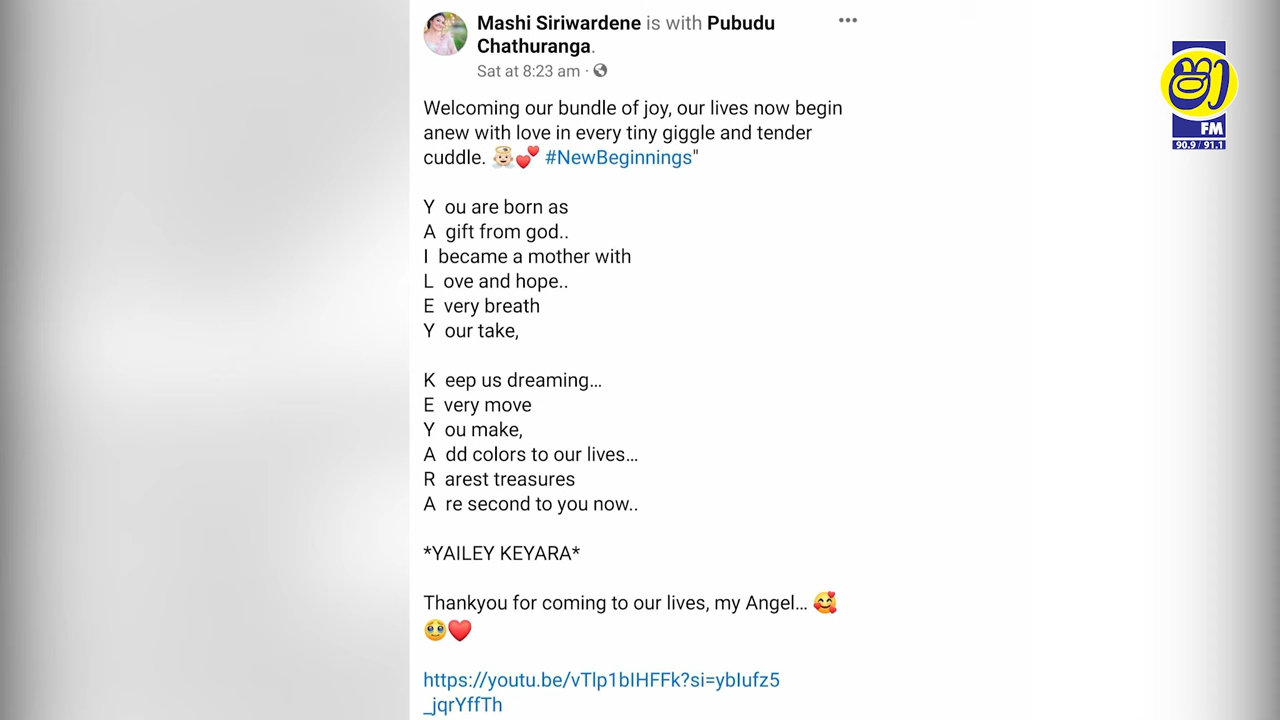 Mashi Siriwardene is with Pubudu
Chathuranga.
Sat at 8:23 am ·
Welcoming our bundle of joy, our lives now begin
anew with love in every tiny giggle and tender
cuddle. 👼🏼💕 #NewBeginnings"
Y ou are born as
A gift from god..
I became a mother with
L ove and hope..
E very breath
Y our take,
K eep us dreaming...
E very move
Y ou make,
A dd colors to our lives...
R arest treasures
A re second to you now..
*YAILEY KEYARA*
Thankyou for coming to our lives, my Angel... 🥰
🥹❤️
https://youtu.be/vTlp1bIHFFk?si=ybIufz5
_jqrYffTh
FM
90.9 / 91.1